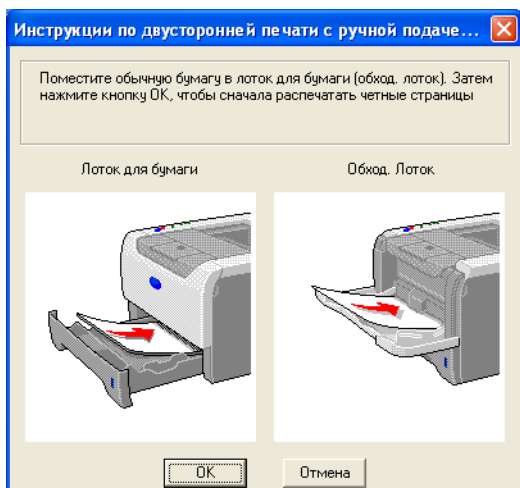 Инструкции по двусторонней печати с ручной подаче...
Поместите обычную бумагу в лоток для бумаги (обход. лоток). Затем
нажмите кнопку OK, чтобы сначала распечатать четные страницы
Лоток для бумаги
Обход. Лоток
OK
Отмена